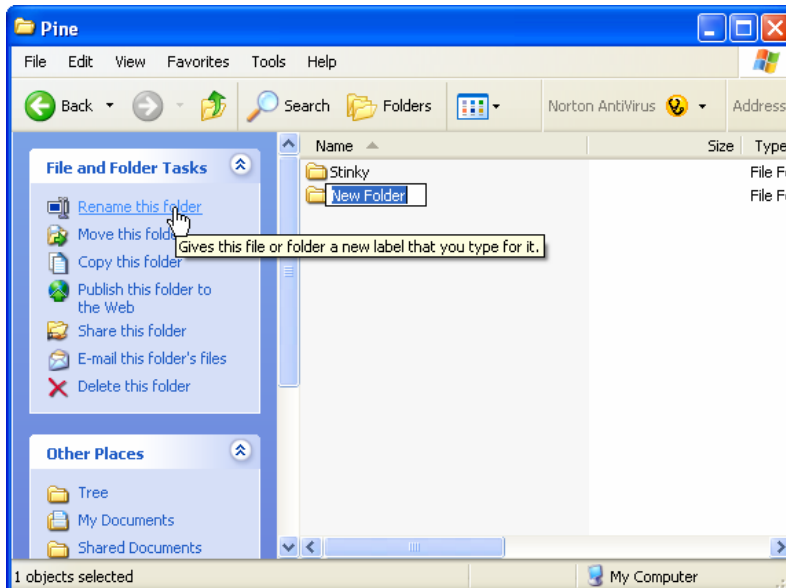 Pine
File Edit View Favorites Tools Help
Back Search Folders Norton AntiVirus Address
Name Size Type
File and Folder Tasks
Stinky File F
New Folder File F
Rename this folder
Move this folde
Gives this file or folder a new label that you type for it.
Copy this folder
Publish this folder to
the Web
Share this folder
E-mail this folder's files
Delete this folder
Other Places
Tree
My Documents
Shared Documents
1 objects selected My Computer